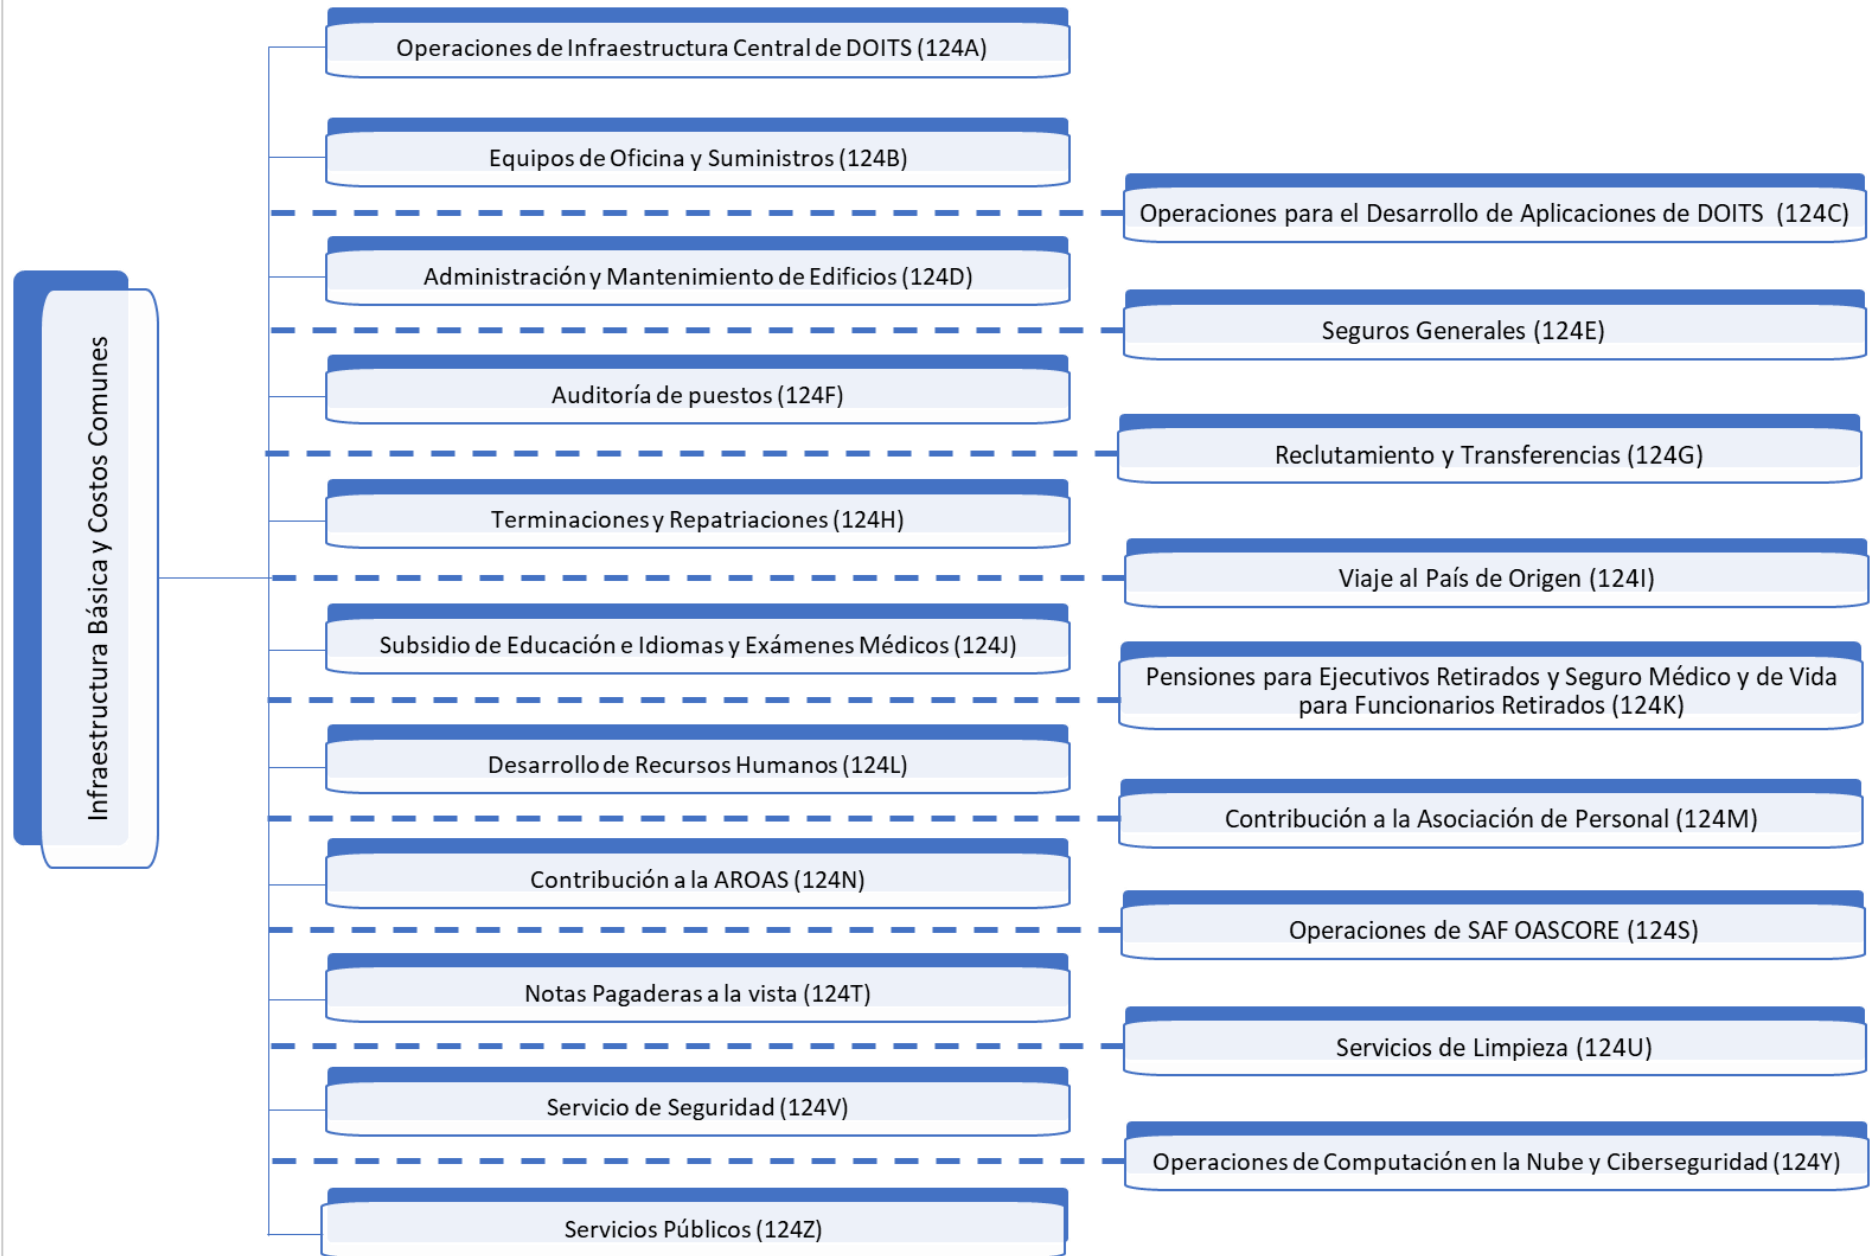 Infraestructura Básica y Costos Comunes
Operaciones de Infraestructura Central de DOITS (124A)
Equipos de Oficina y Suministros (124B)
Operaciones para el Desarrollo de Aplicaciones de DOITS (124C)
Administración y Mantenimiento de Edificios (124D)
Seguros Generales (124E)
Auditoría de puestos (124F)
Reclutamiento y Transferencias (124G)
Terminaciones y Repatriaciones (124H)
Viaje al País de Origen (124I)
Subsidio de Educación e Idiomas y Exámenes Médicos (124J)
Pensiones para Ejecutivos Retirados y Seguro Médico y de Vida
para Funcionarios Retirados (124K)
Desarrollo de Recursos Humanos (124L)
Contribución a la Asociación de Personal (124M)
Contribución a la AROAS (124N)
Operaciones de SAF OASCORE (124S)
Notas Pagaderas a la vista (124T)
Servicios de Limpieza (124U)
Servicio de Seguridad (124V)
Operaciones de Computación en la Nube y Ciberseguridad (124Y)
Servicios Públicos (124Z)